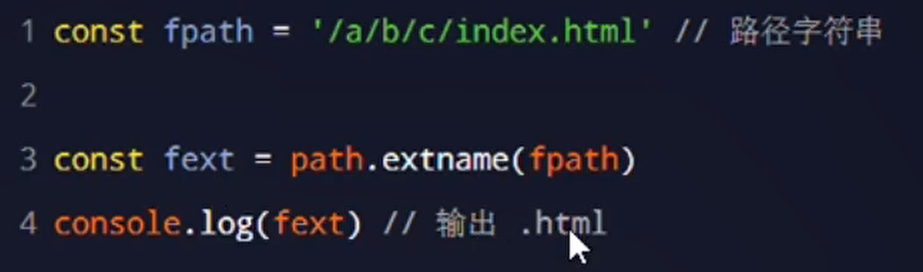 1 const fpath = '/a/b/c/index.html' // 路径字符串
2
3 const fext = path.extname(fpath)
4 console.log(fext) // 输出 .html